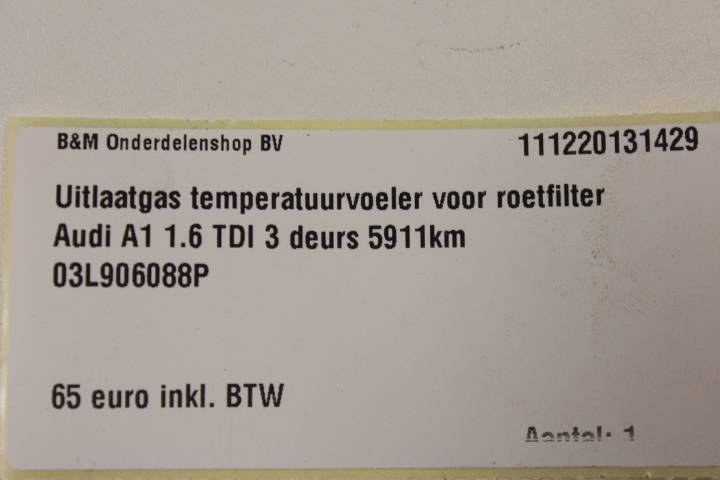 B&M Onderdelenshop BV 111220131429
Uitlaatgas temperatuurvoeler voor roetfilter
Audi A1 1.6 TDI 3 deurs 5911km
03L906088P
65 euro inkl. BTW
Aantal: 1